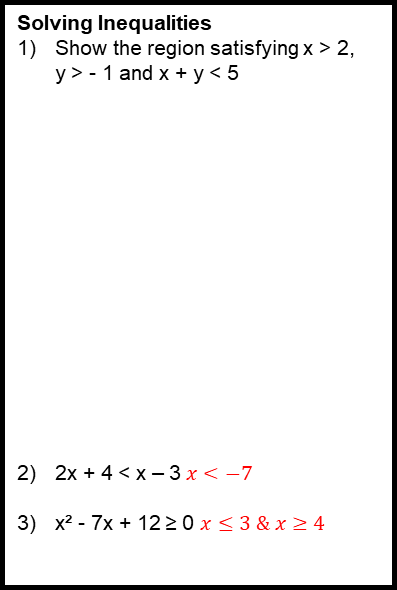 Solving Inequalities
1) Show the region satisfying x > 2,
y > - 1 and x + y < 5
2) 2x + 4 < x – 3 x < −7
3) x² - 7x + 12 ≥ 0 x ≤ 3 & x ≥ 4